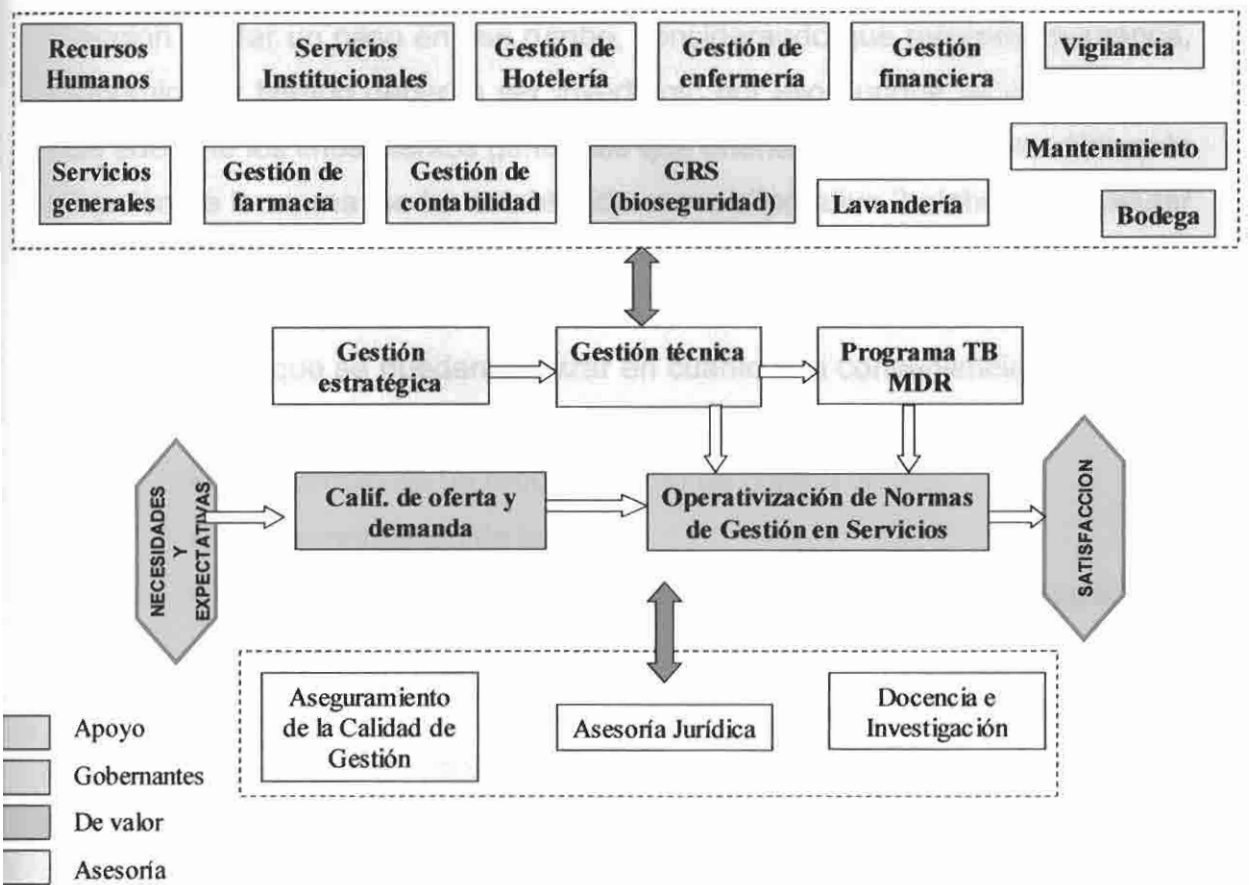 Recursos
Humanos
Servicios
Institucionales
Gestión de
Hotelería
Gestión de
enfermería
Gestión
financiera
Vigilancia
Servicios
generales
Gestión de
farmacia
Gestión de
contabilidad
GRS
(bioseguridad)
Lavandería
Mantenimiento
Bodega
Gestión
estratégica
Gestión técnica
Programa TB
MDR
NECESIDADES
Y
EXPECTATIVAS
Calif. de oferta y
demanda
Operativización de Normas
de Gestión en Servicios
SATISFACCION
Aseguramiento
de la Calidad de
Gestión
Asesoría Jurídica
Docencia e
Investigación
Apoyo
Gobernantes
De valor
Asesoría